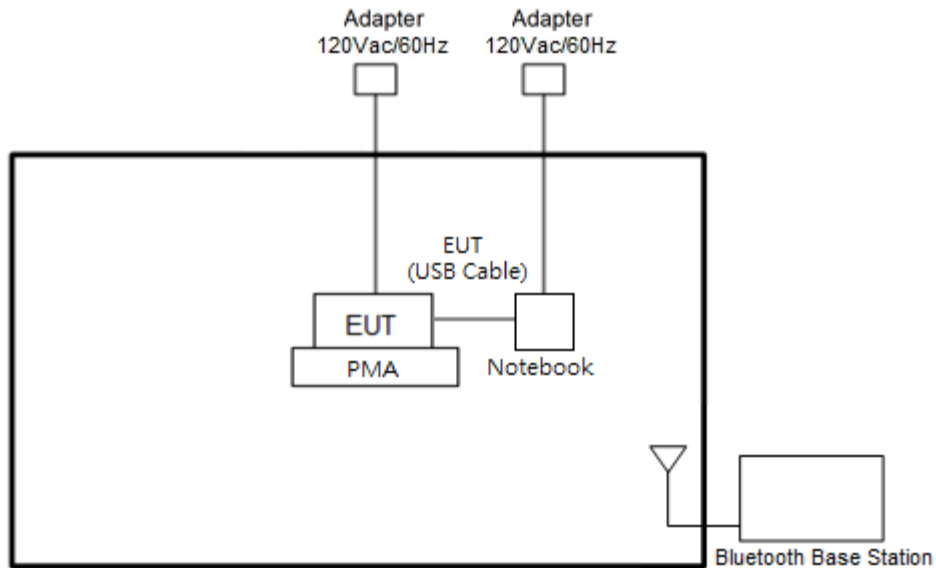 Adapter
120Vac/60Hz
Adapter
120Vac/60Hz
EUT
(USB Cable)
EUT
PMA
Notebook
Bluetooth Base Station